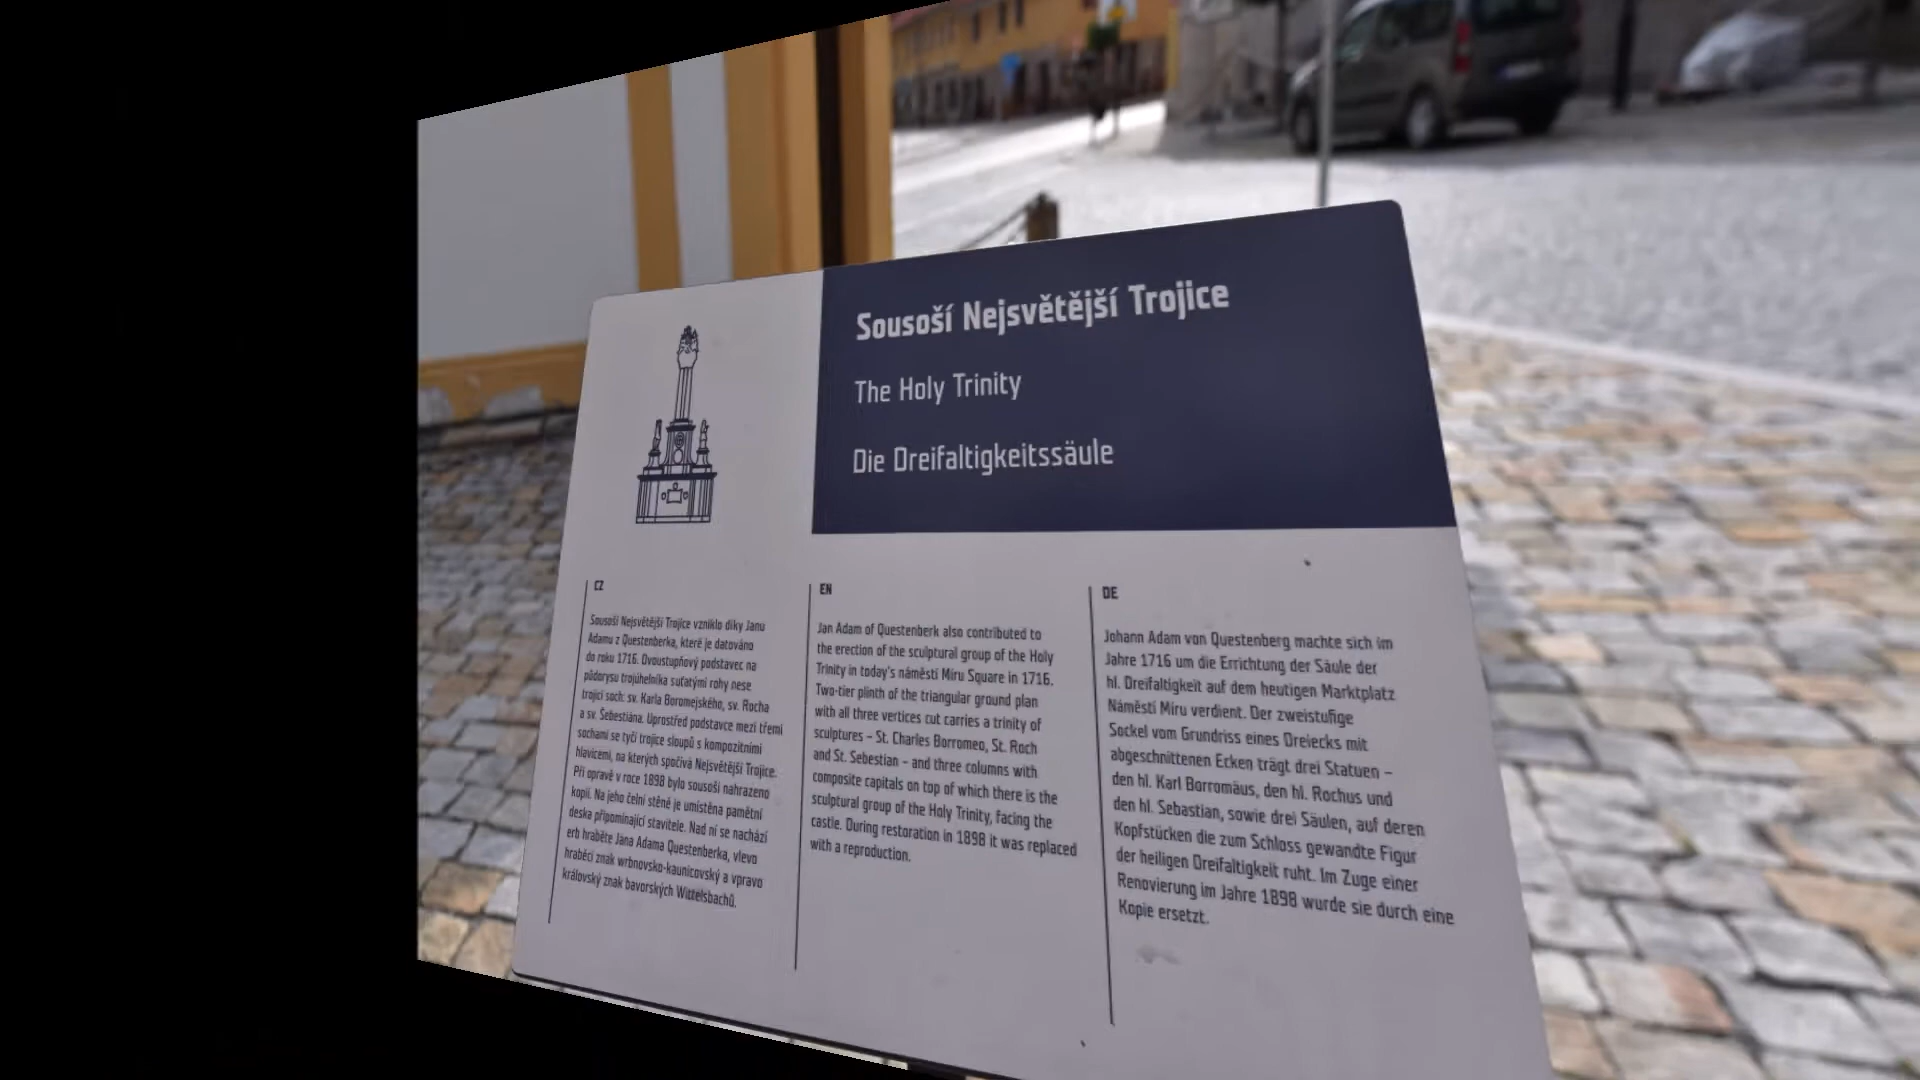 Sousoší Nejsvětější Trojice
The Holy Trinity
Die Dreifaltigkeitssäule
CZ
Sousoší Nejsvětější Trojice vzniklo díky Janu
Adamu z Questenberka, které je datováno
do roku 1716. Dvoustupňový podstavec na
půdorysu trojúhelníka suťatými rohy nese
trojici soch: sv. Karla Boromejského, sv. Rocha
a sv. Šebestiána. Uprostřed podstavce mezi třemi
sochami se tyčí trojice sloupů s kompozitními
hlavicemi, na kterých spočívá Nejsvětější Trojice.
Při opravě v roce 1898 bylo sousoší nahrazeno
kopií. Na jeho čelní stěně je umístěna pamětní
deska připomínající stavitele. Nad ní se nachází
erb hraběte Jana Adama Questenberka, vlevo
hraběcí znak wrbnovsko-kaunicovský a vpravo
královský znak bavorských Wittelsbachů.
EN
Jan Adam of Questenberk also contributed to
the erection of the sculptural group of the Holy
Trinity in today's náměstí Míru Square in 1716.
Two-tier plinth of the triangular ground plan
with all three vertices cut carries a trinity of
sculptures – St. Charles Borromeo, St. Roch
and St. Sebestian – and three columns with
composite capitals on top of which there is the
sculptural group of the Holy Trinity, facing the
castle. During restoration in 1898 it was replaced
with a reproduction.
DE
Johann Adam von Questenberg machte sich im
Jahre 1716 um die Errichtung der Säule der
hl. Dreifaltigkeit auf dem heutigen Marktplatz
Náměstí Míru verdient. Der zweistufige
Sockel vom Grundriss eines Dreiecks mit
abgeschnittenen Ecken trägt drei Statuen –
den hl. Karl Borromäus, den hl. Rochus und
den hl. Sebastian, sowie drei Säulen, auf deren
Kopfstücken die zum Schloss gewandte Figur
der heiligen Dreifaltigkeit ruht. Im Zuge einer
Renovierung im Jahre 1898 wurde sie durch eine
Kopie ersetzt.